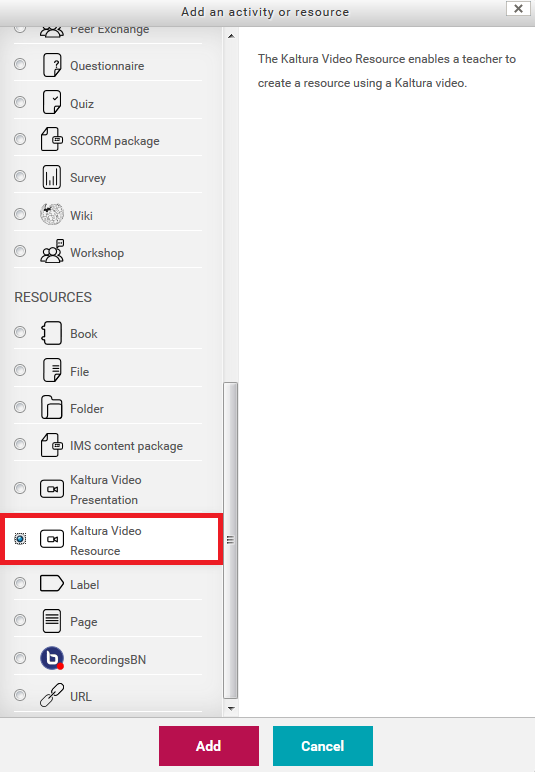 Add an activity or resource
Peer Exchange
Questionnaire
Quiz
SCORM package
Survey
Wiki
Workshop
RESOURCES
Book
File
Folder
IMS content package
Kaltura Video
Presentation
Kaltura Video
Resource
Label
Page
RecordingsBN
URL
The Kaltura Video Resource enables a teacher to
create a resource using a Kaltura video.
Add
Cancel